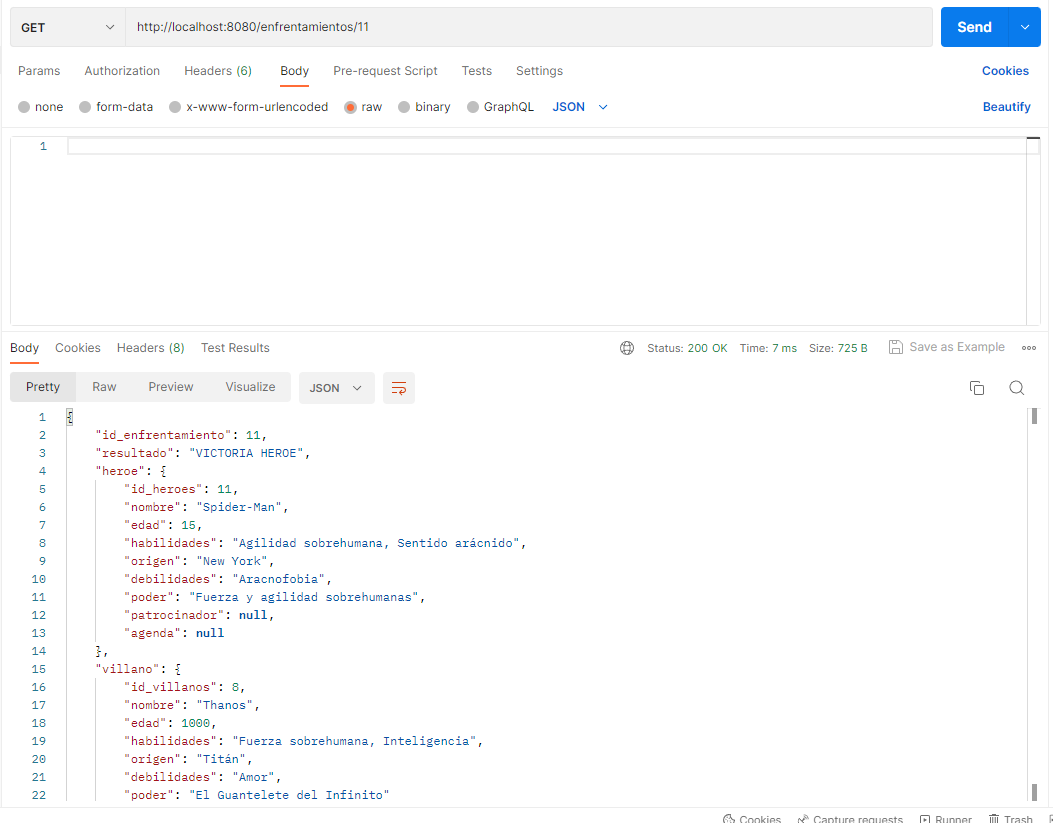 GET http://localhost:8080/enfrentamientos/11 Send
Params Authorization Headers (6) Body Pre-request Script Tests Settings Cookies
none form-data x-www-form-urlencoded raw binary GraphQL JSON Beautify
1
Body Cookies Headers (8) Test Results Status: 200 OK Time: 7 ms Size: 725 B Save as Example
Pretty Raw Preview Visualize JSON
1 {
2 "id_enfrentamiento": 11,
3 "resultado": "VICTORIA HEROE",
4 "heroe": {
5 "id_heroes": 11,
6 "nombre": "Spider-Man",
7 "edad": 15,
8 "habilidades": "Agilidad sobrehumana, Sentido arácnido",
9 "origen": "New York",
10 "debilidades": "Aracnofobia",
11 "poder": "Fuerza y agilidad sobrehumanas",
12 "patrocinador": null,
13 "agenda": null
14 },
15 "villano": {
16 "id_villanos": 8,
17 "nombre": "Thanos",
18 "edad": 1000,
19 "habilidades": "Fuerza sobrehumana, Inteligencia",
20 "origen": "Titán",
21 "debilidades": "Amor",
22 "poder": "El Guantelete del Infinito"
Cookies Capture requests Runner Trash